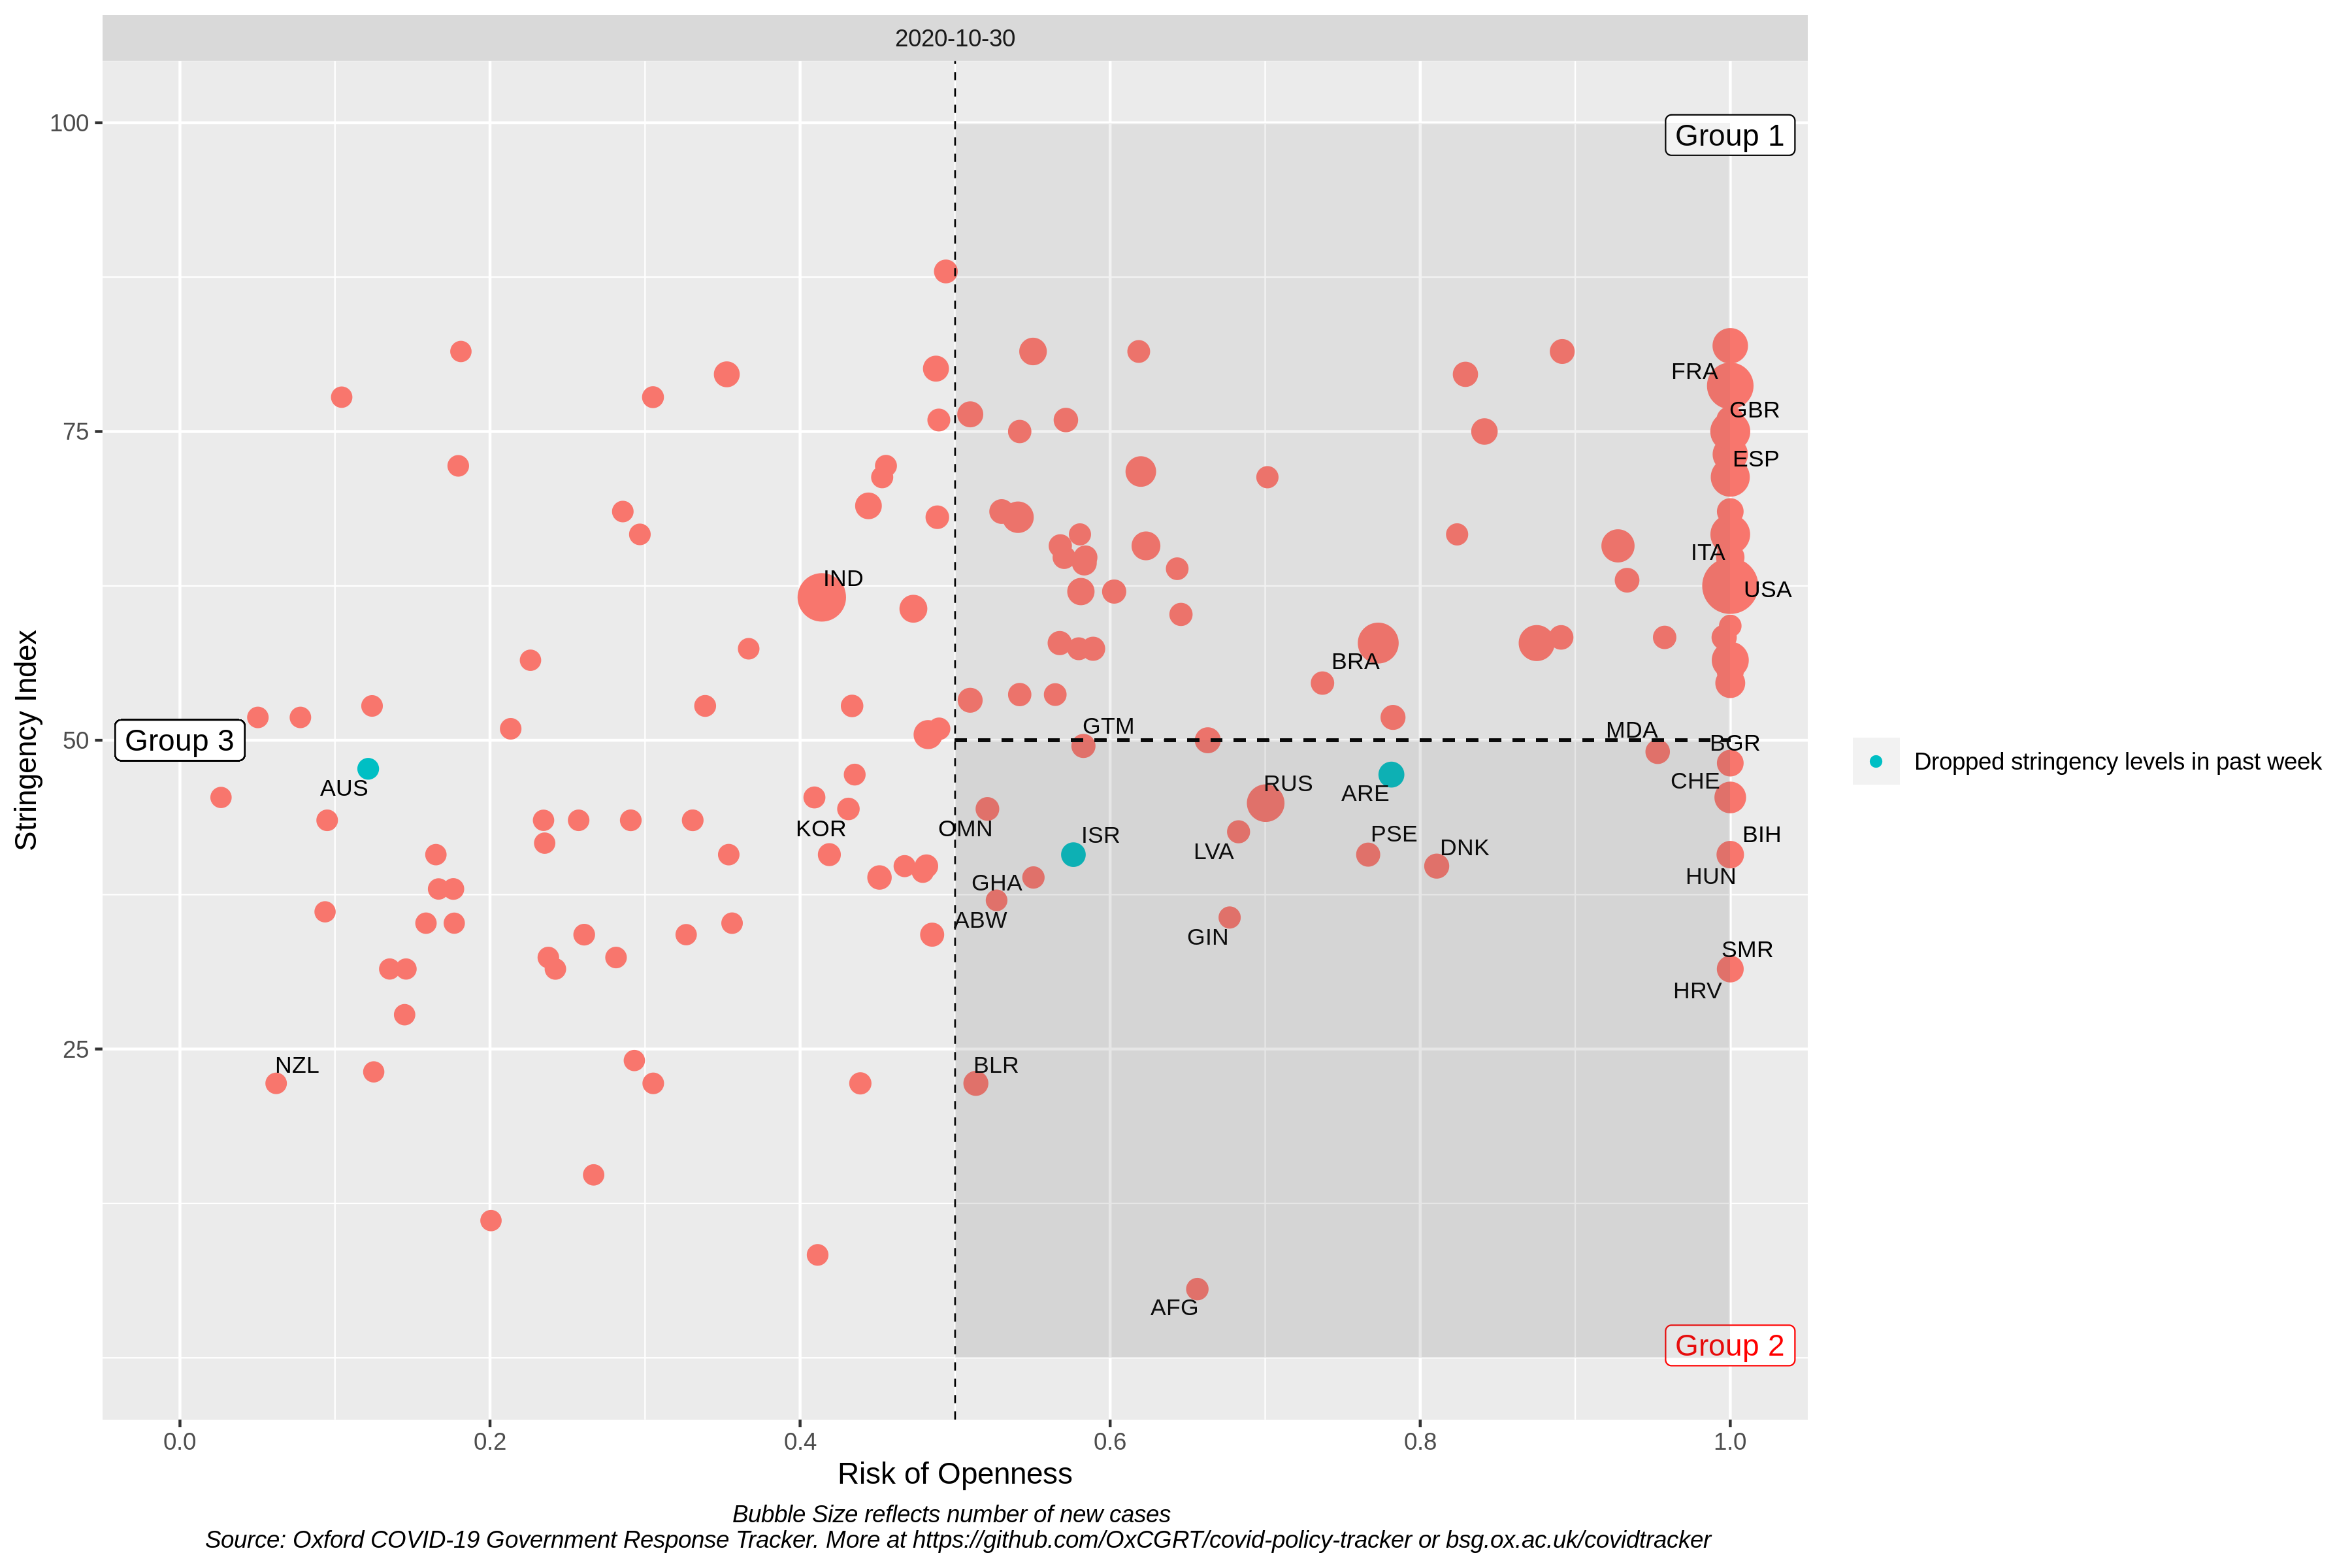 2020-10-30
100
Group 1
FRA
GBR
75
ESP
ITA
IND
USA
BRA
GTM
MDA
BGR
Group 3
50
Dropped stringency levels in past week
AUS
RUS
ARE
CHE
KOR
OMN
ISR
LVA
PSE
DNK
BIH
GHA
HUN
ABW
GIN
SMR
HRV
NZL
25
BLR
AFG
Group 2
Stringency Index
0.0 0.2 0.4 0.6 0.8 1.0
Risk of Openness
Bubble Size reflects number of new cases
Source: Oxford COVID-19 Government Response Tracker. More at https://github.com/OxCGRT/covid-policy-tracker or bsg.ox.ac.uk/covidtracker